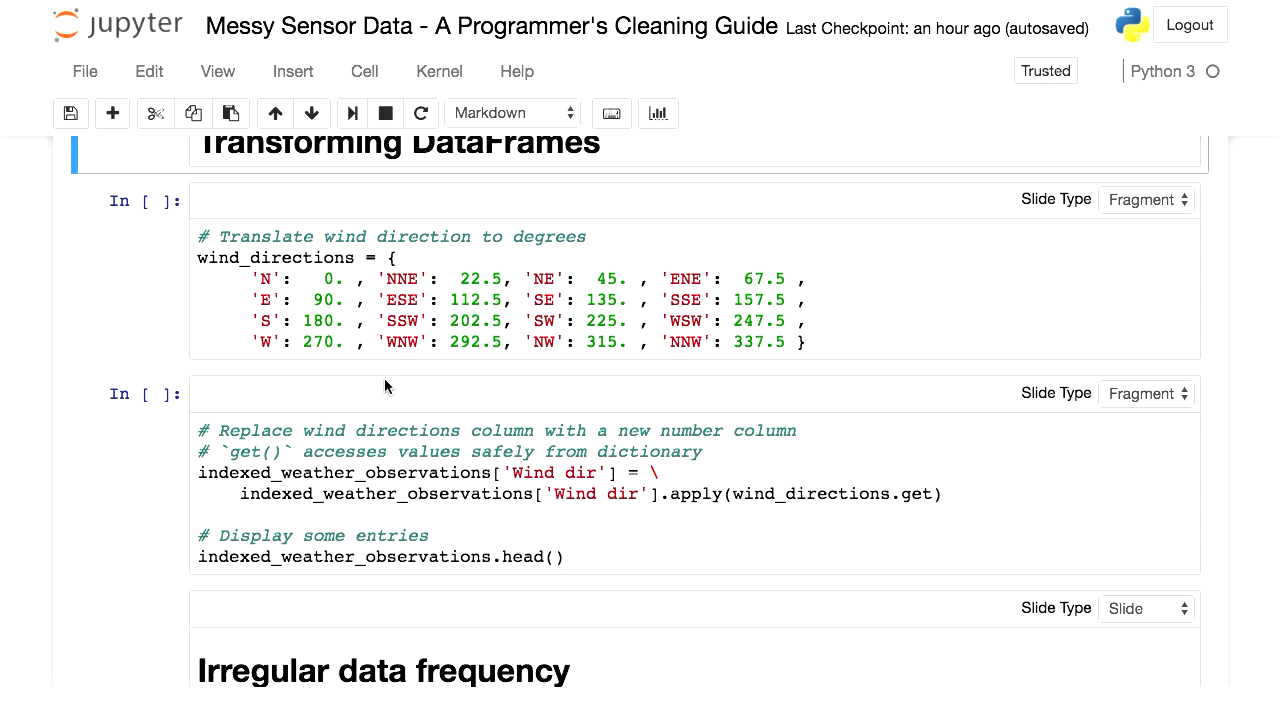 jupyter Messy Sensor Data - A Programmer's Cleaning Guide Last Checkpoint: an hour ago (autosaved) Logout
File Edit View Insert Cell Kernel Help Trusted Python 3
Markdown
Transforming DataFrames
In [ ]: Slide Type Fragment
# Translate wind direction to degrees
wind_directions = {
'N': 0. , 'NNE': 22.5, 'NE': 45. , 'ENE': 67.5 ,
'E': 90. , 'ESE': 112.5, 'SE': 135. , 'SSE': 157.5 ,
'S': 180. , 'SSW': 202.5, 'SW': 225. , 'WSW': 247.5 ,
'W': 270. , 'WNW': 292.5, 'NW': 315. , 'NNW': 337.5 }
In [ ]: Slide Type Fragment
# Replace wind directions column with a new number column
# `get()` accesses values safely from dictionary
indexed_weather_observations['Wind dir'] = \
indexed_weather_observations['Wind dir'].apply(wind_directions.get)
# Display some entries
indexed_weather_observations.head()
Slide Type Slide
Irregular data frequency